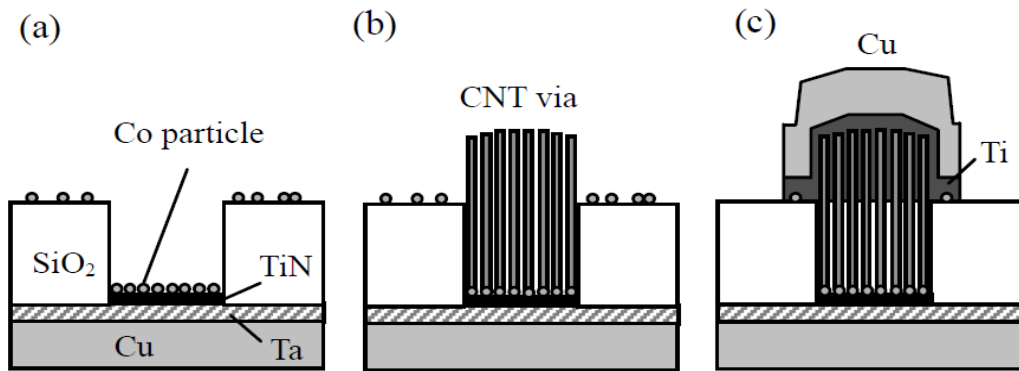 (a)
Co particle
SiO₂
TiN
Cu
Ta
(b)
CNT via
(c)
Cu
Ti